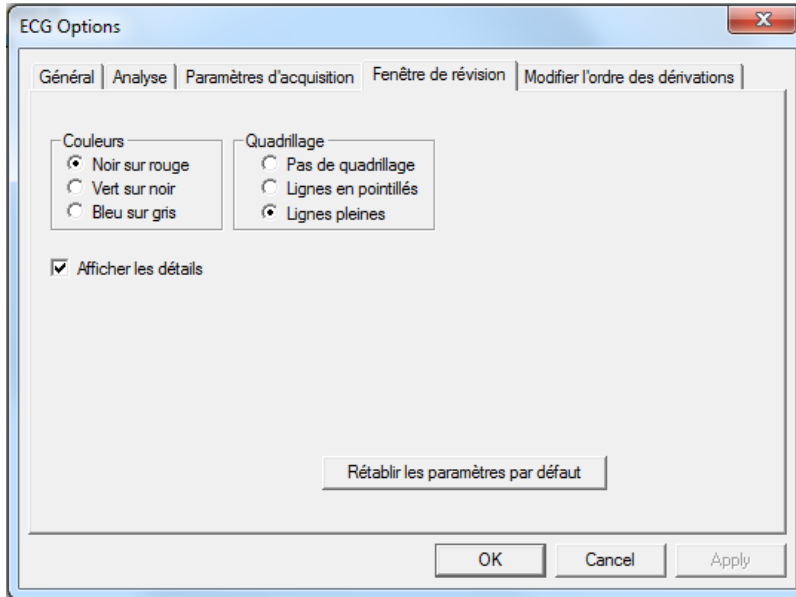 ECG Options
Général Analyse Paramètres d'acquisition Fenêtre de révision Modifier l'ordre des dérivations
Couleurs
Noir sur rouge
Vert sur noir
Bleu sur gris
Quadrillage
Pas de quadrillage
Lignes en pointillés
Lignes pleines
Afficher les détails
Rétablir les paramètres par défaut
OK Cancel Apply